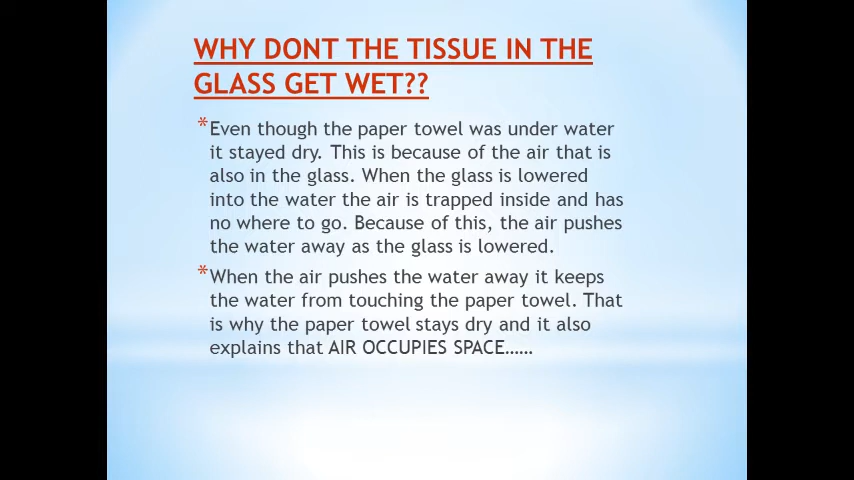 WHY DONT THE TISSUE IN THE
GLASS GET WET??
*Even though the paper towel was under water
it stayed dry. This is because of the air that is
also in the glass. When the glass is lowered
into the water the air is trapped inside and has
no where to go. Because of this, the air pushes
the water away as the glass is lowered.
*When the air pushes the water away it keeps
the water from touching the paper towel. That
is why the paper towel stays dry and it also
explains that AIR OCCUPIES SPACE......